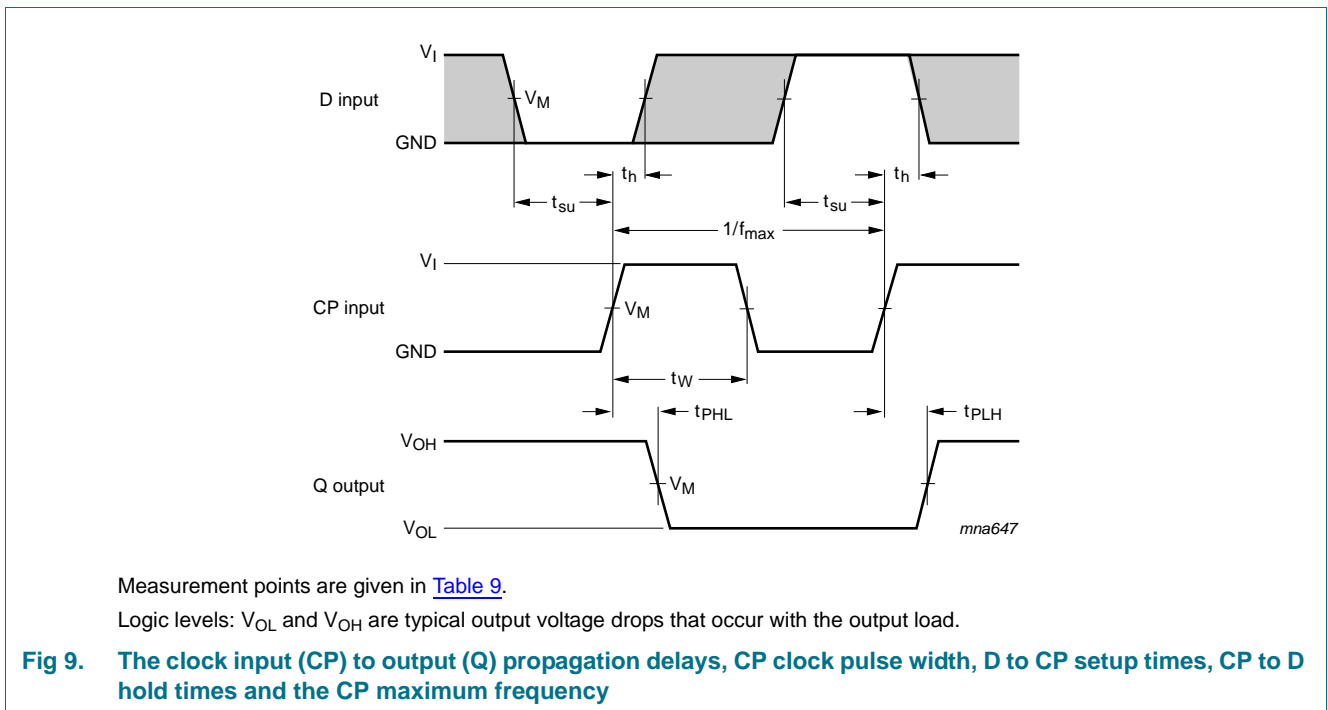 VI
D input
VM
GND
th
th
tsu
tsu
1/fmax
VI
CP input
VM
GND
tW
tPHL
tPLH
VOH
Q output
VM
VOL
mna647
Measurement points are given in Table 9.
Logic levels: VOL and VOH are typical output voltage drops that occur with the output load.
Fig 9. The clock input (CP) to output (Q) propagation delays, CP clock pulse width, D to CP setup times, CP to D
hold times and the CP maximum frequency